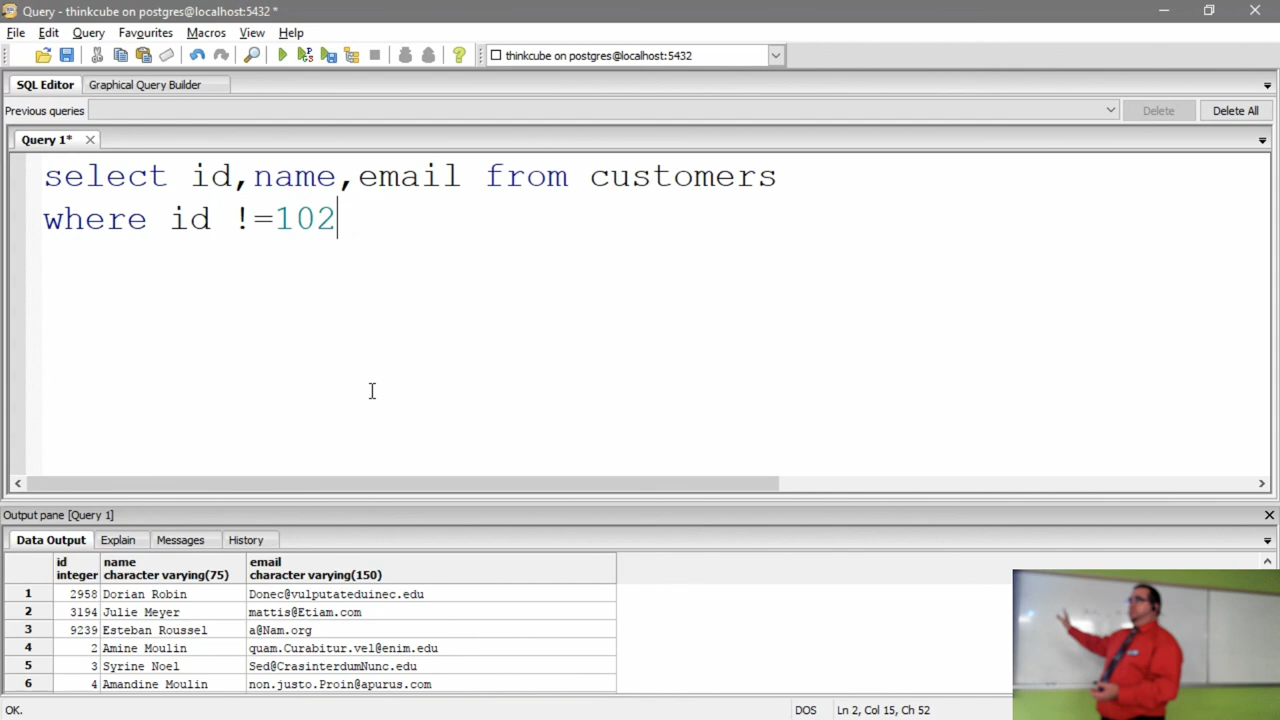 Query - thinkcube on postgres@localhost:5432 *
File Edit Query Favourites Macros View Help
thinkcube on postgres@localhost:5432
SQL Editor Graphical Query Builder
Previous queries Delete Delete All
Query 1*
select id,name,email from customers
where id !=102
Output pane [Query 1]
Data Output Explain Messages History
id name email
integer character varying(75) character varying(150)
1 2958 Dorian Robin Donec@vulputateduinec.edu
2 3194 Julie Meyer mattis@Etiam.com
3 9239 Esteban Roussel a@Nam.org
4 2 Amine Moulin quam.Curabitur.vel@enim.edu
5 3 Syrine Noel Sed@CrasinterdumNunc.edu
6 4 Amandine Moulin non.justo.Proin@apurus.com
OK. DOS Ln 2, Col 15, Ch 52